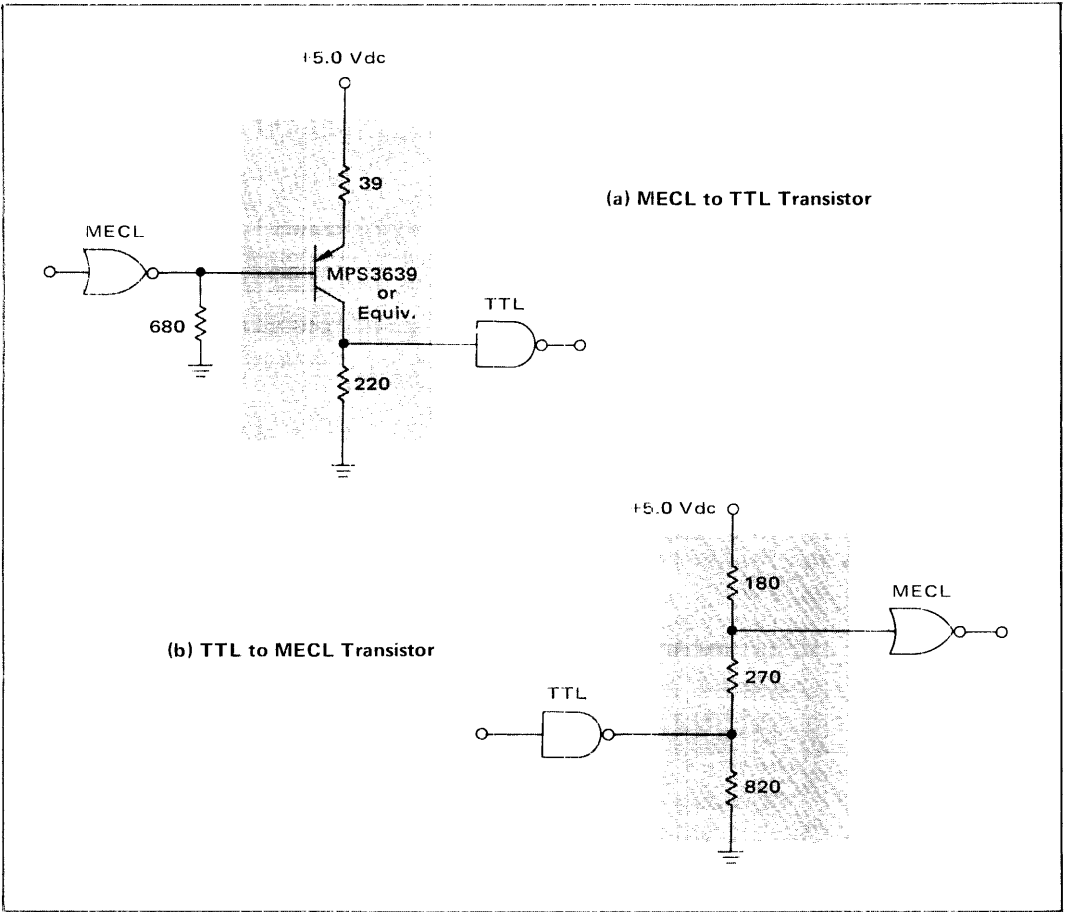 +5.0 Vdc
39
(a) MECL to TTL Transistor
MECL
MPS3639
or
Equiv.
TTL
680
220
+5.0 Vdc
180
MECL
(b) TTL to MECL Transistor
270
TTL
820